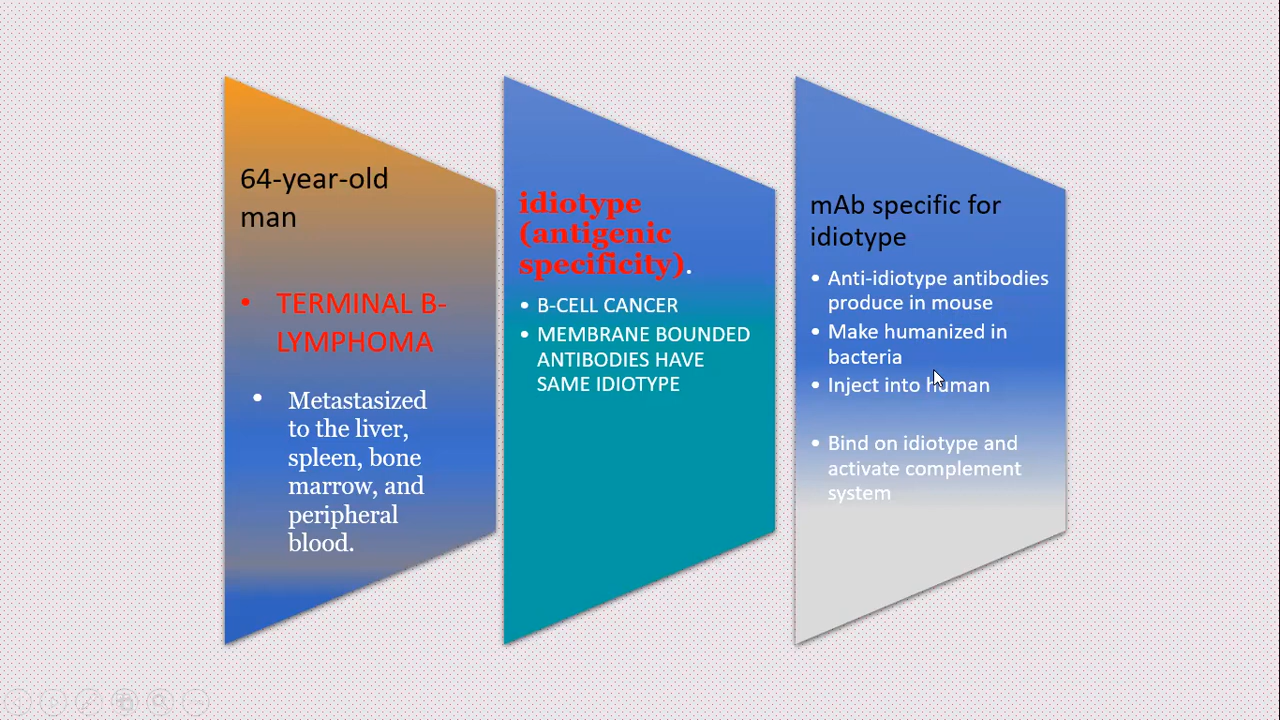 64-year-old
man
• TERMINAL B-
LYMPHOMA
• Metastasized
to the liver,
spleen, bone
marrow, and
peripheral
blood.
idiotype
(antigenic
specificity).
• B-CELL CANCER
• MEMBRANE BOUNDED
ANTIBODIES HAVE
SAME IDIOTYPE
mAb specific for
idiotype
• Anti-idiotype antibodies
produce in mouse
• Make humanized in
bacteria
• Inject into human
• Bind on idiotype and
activate complement
system